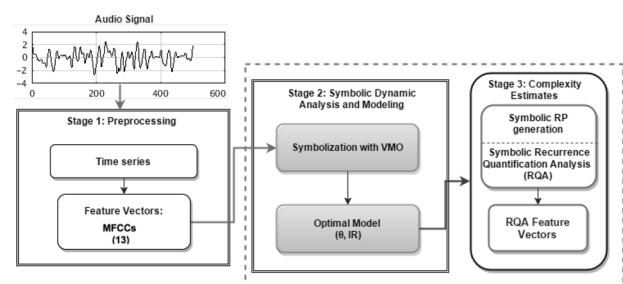 Audio Signal
4
2
0
−2
−4
0
200
400
600
Stage 1: Preprocessing
Time series
Feature Vectors:
MFCCs
(13)
Stage 2: Symbolic Dynamic
Analysis and Modeling
Symbolization with VMO
Optimal Model
(θ, IR)
Stage 3: Complexity
Estimates
Symbolic RP
generation
Symbolic Recurrence
Quantification Analysis
(RQA)
RQA Feature
Vectors